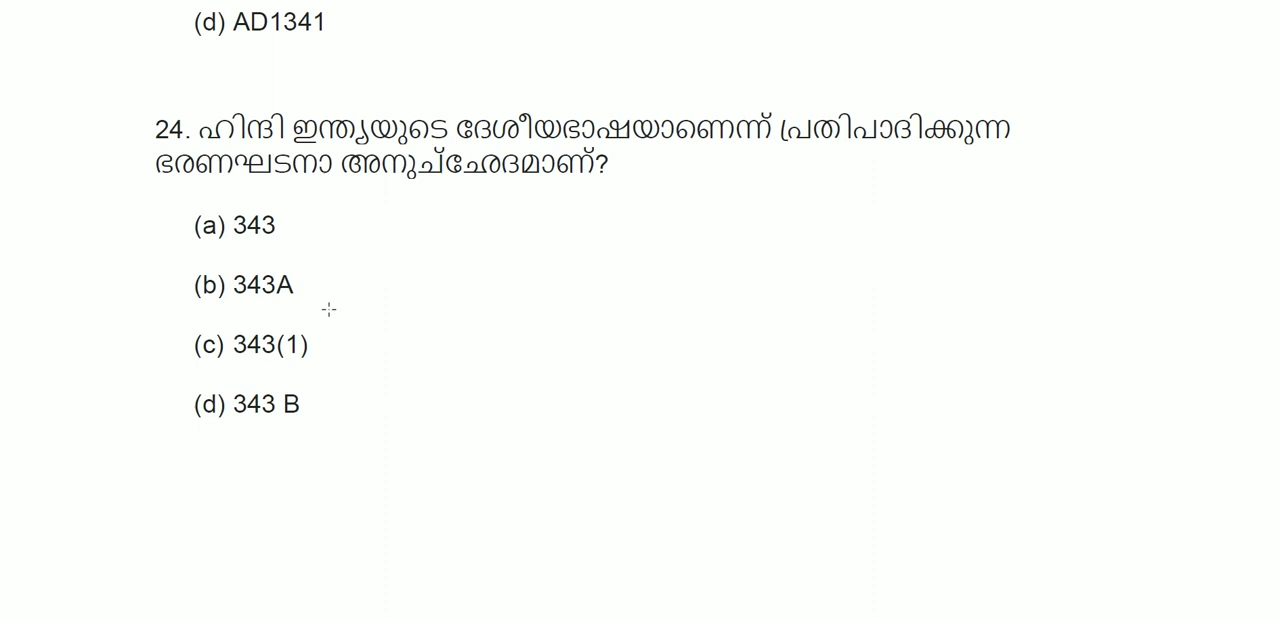 (d) AD1341
24. ഹിന്ദി ഇന്ത്യയുടെ ദേശീയഭാഷയാണെന്ന് പ്രതിപാദിക്കുന്ന
ഭരണഘടനാ അനുച്ഛേദമാണ്?
(a) 343
(b) 343A
(c) 343(1)
(d) 343 B